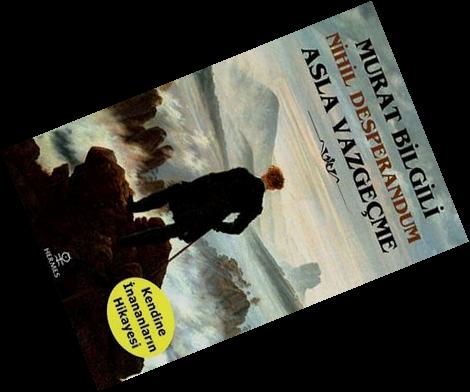 MURAT BİLGİLİ
NIHIL DESPERANDUM
ASLA VAZGEÇME
Kendine
İnananların
Hikayesi
HERMES